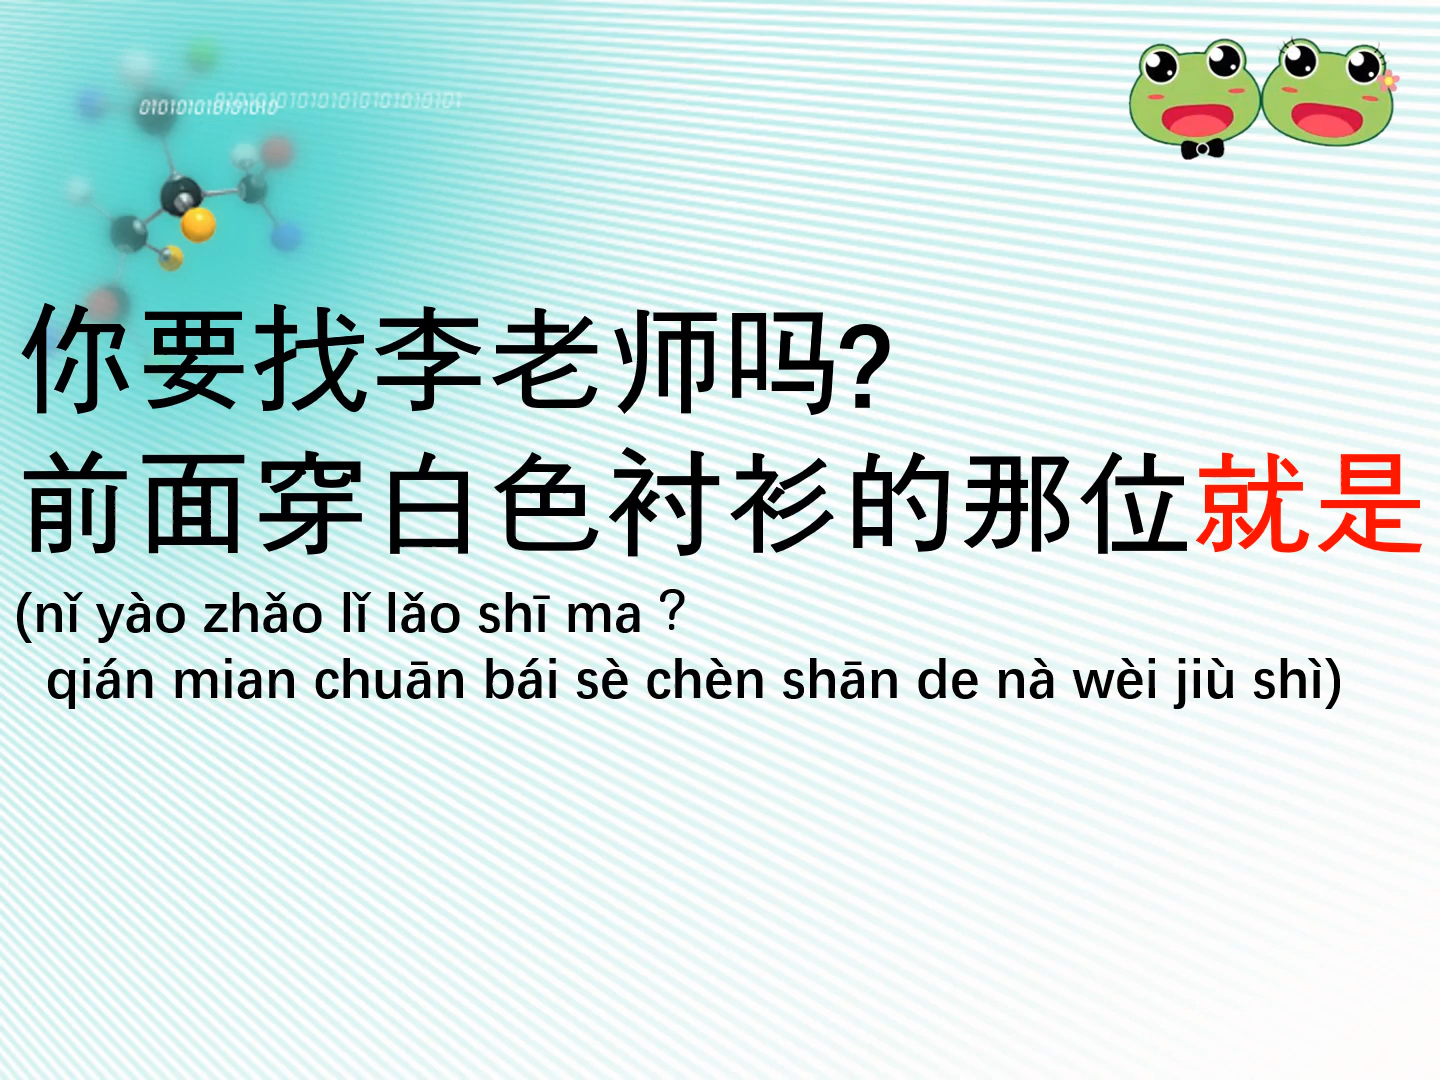 01010101010101010
0101010101010101010101
你要找李老师吗?
前面穿白色衬衫的那位就是
(nǐ yào zhǎo lǐ lǎo shī ma？
qián mian chuān bái sè chèn shān de nà wèi jiù shì)